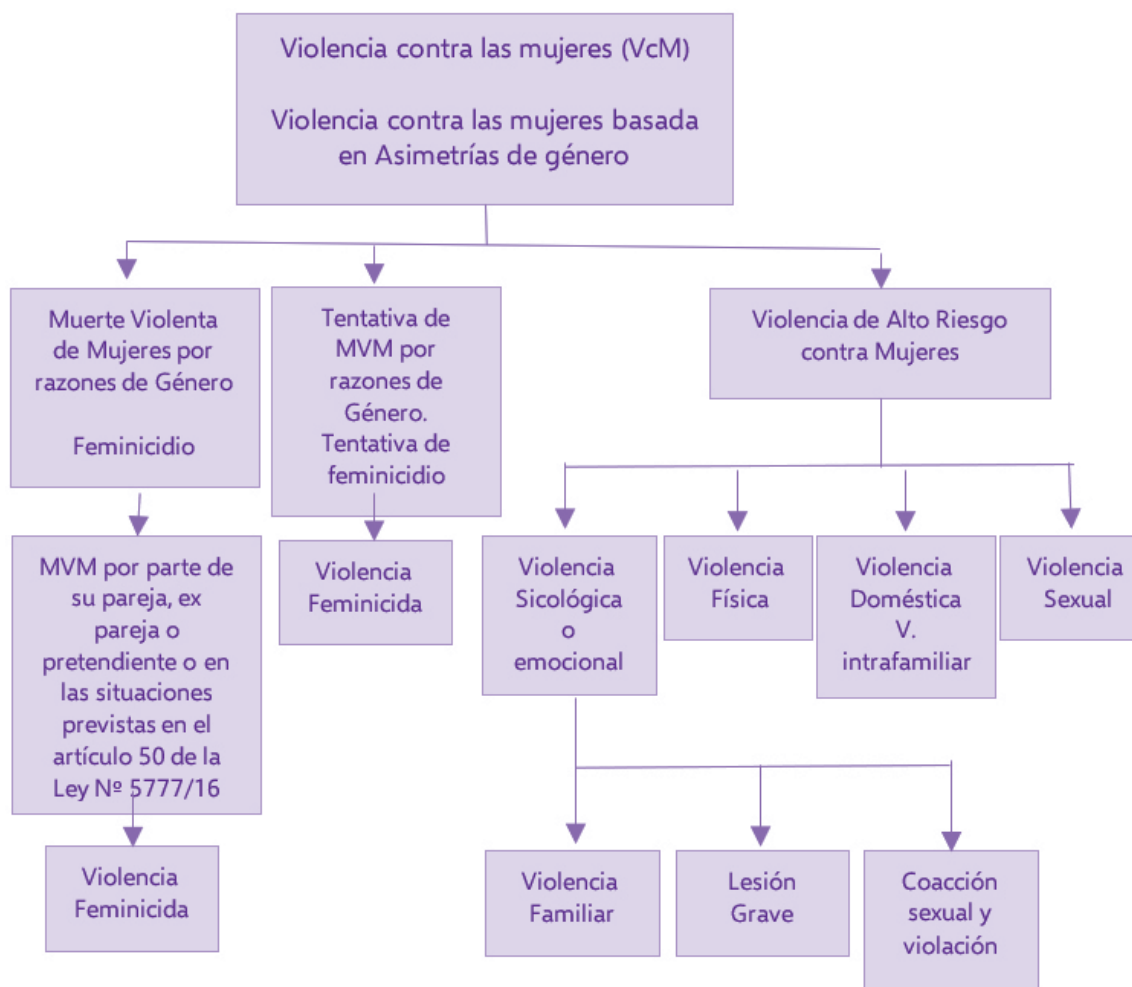 Violencia contra las mujeres (VcM)
Violencia contra las mujeres basada
en Asimetrías de género
Muerte Violenta
de Mujeres por
razones de Género
Feminicidio
Tentativa de
MVM por
razones de
Género.
Tentativa de
feminicidio
Violencia de Alto Riesgo
contra Mujeres
MVM por parte de
su pareja, ex
pareja o
pretendiente o en
las situaciones
previstas en el
artículo 50 de la
Ley Nº 5777/16
Violencia
Feminicida
Violencia
Sicológica
o
emocional
Violencia
Física
Violencia
Doméstica
V.
intrafamiliar
Violencia
Sexual
Violencia
Feminicida
Violencia
Familiar
Lesión
Grave
Coacción
sexual y
violación